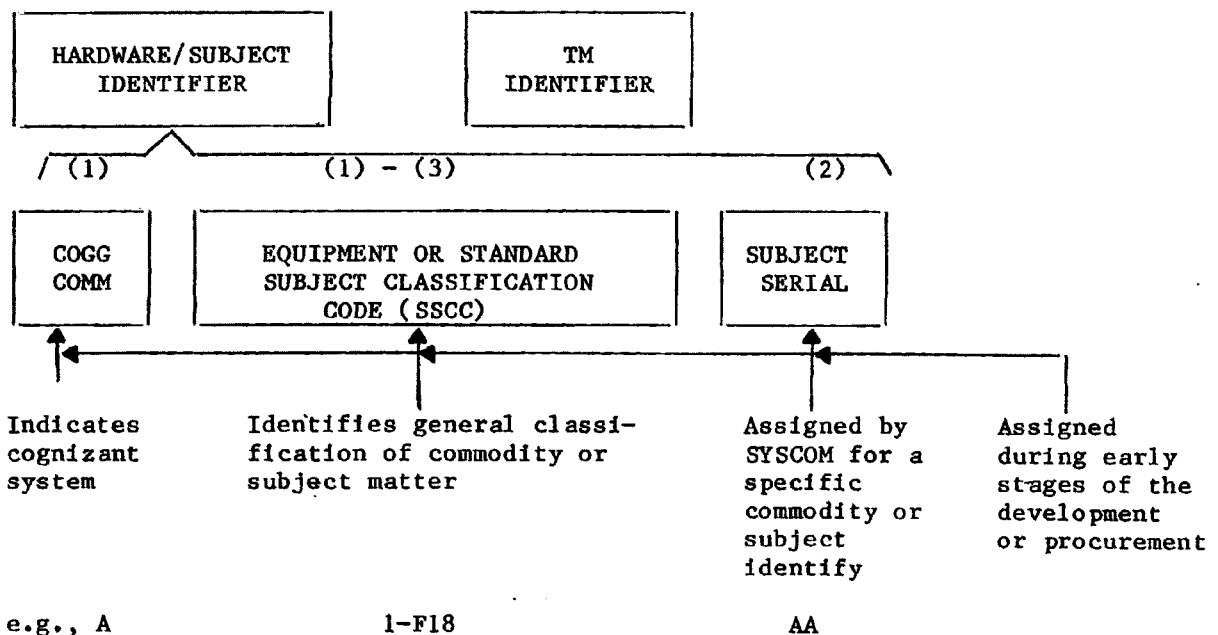 HARDWARE/SUBJECT
IDENTIFIER
TM
IDENTIFIER
(1)
(1) - (3)
(2)
COGG
COMM
EQUIPMENT OR STANDARD
SUBJECT CLASSIFICATION
CODE (SSCC)
SUBJECT
SERIAL
Indicates
cognizant
system
Identifies general classi-
fication of commodity or
subject matter
Assigned by
SYSCOM for a
specific
commodity or
subject
identify
Assigned
during early
stages of the
development
or procurement
e.g., A
1-F18
AA